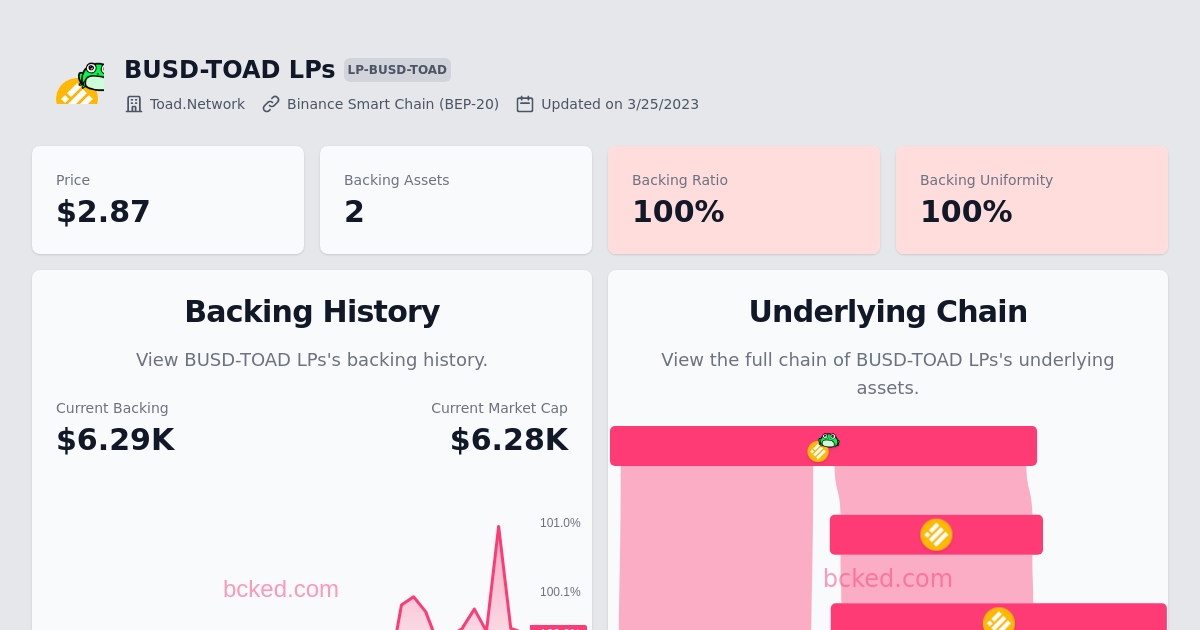 BUSD-TOAD LPs LP-BUSD-TOAD
Toad.Network Binance Smart Chain (BEP-20) Updated on 3/25/2023
Price
$2.87
Backing Assets
2
Backing Ratio
100%
Backing Uniformity
100%
Backing History
View BUSD-TOAD LPs's backing history.
Current Backing
$6.29K
Current Market Cap
$6.28K
101.0%
100.1%
bcked.com
Underlying Chain
View the full chain of BUSD-TOAD LPs's underlying
assets.
bcked.com